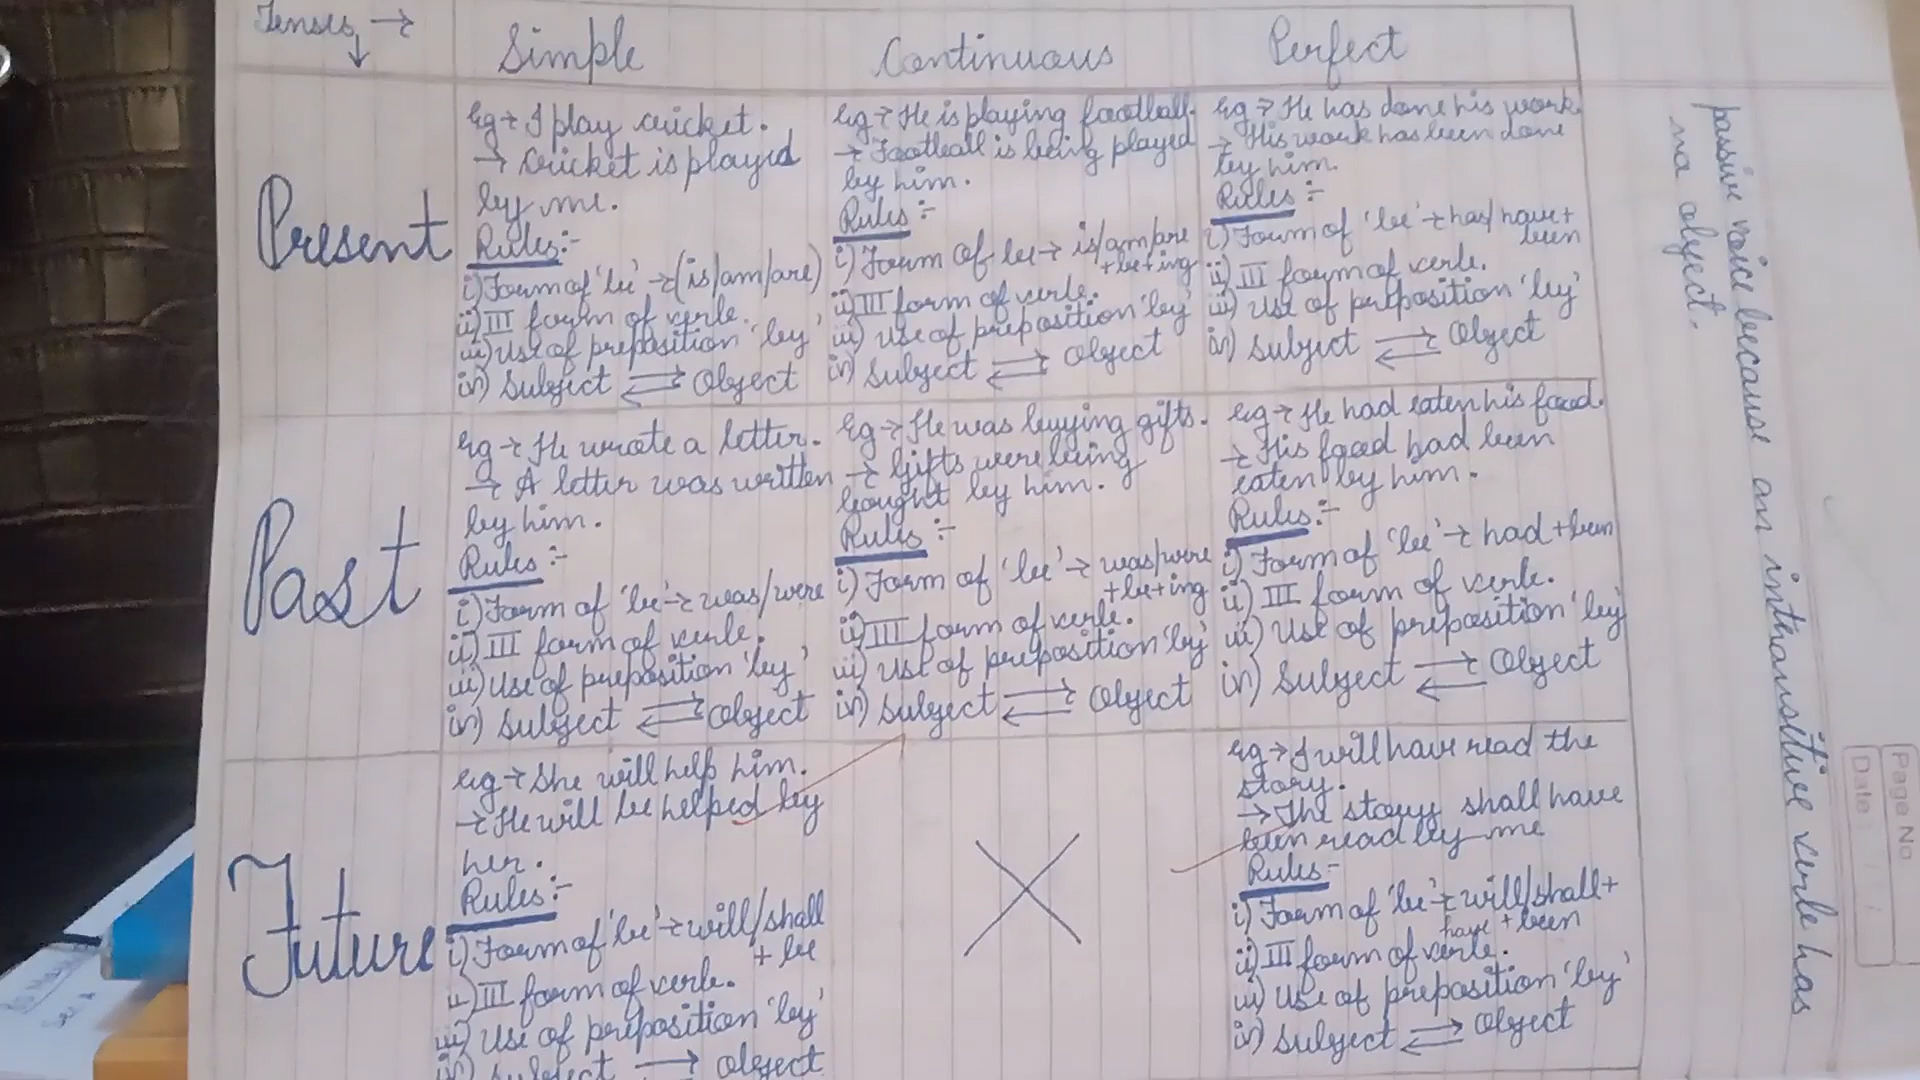 Tenses →
↓
Simple
Continuous
Perfect
Present
Eg → I play cricket.
→ Cricket is played
by me.
Rules:-
i) Form of 'be' → (is/am/are)
ii) III form of verb.
iii) Use of preposition 'by'
iv) Subject ⇄ Object
Eg → He is playing football.
→ Football is being played
by him.
Rules :-
i) Form of be → is/am/are
+be+ing
ii) III form of verb.
iii) Use of preposition 'by'
iv) Subject ⇄ Object
Eg → He has done his work.
→ His work has been done
by him.
Rules :-
i) Form of 'be' → has/have+
been
ii) III form of verb.
iii) Use of preposition 'by'
iv) Subject ⇄ Object
Past
Eg → He wrote a letter.
→ A letter was written
by him.
Rules :-
i) Form of 'be' → was/were
ii) III form of verb.
iii) Use of preposition 'by'
iv) Subject ⇄ Object
Eg → He was buying gifts.
→ Gifts were being
bought by him.
Rules :-
i) Form of 'be' → was/were
+be+ing
ii) III form of verb.
iii) Use of preposition 'by'
iv) Subject ⇄ Object
Eg → He had eaten his food.
→ His food had been
eaten by him.
Rules:-
i) Form of 'be' → had + been
ii) III form of verb.
iii) Use of preposition 'by'
iv) Subject ⇄ Object
Future
Eg → She will help him.
→ He will be helped by
her.
Rules :-
i) Form of 'be' → will/shall
+ be
ii) III form of verb.
iii) Use of preposition 'by'
iv) Subject → Object
Eg → I will have read the
story.
→ The story shall have
been read by me
Rules:-
i) Form of 'be' → will/shall+
have + been
ii) III form of verb.
iii) Use of preposition 'by'
iv) Subject ⇄ Object
passive voice because an intransitive verb has
no object.
Page No
Date